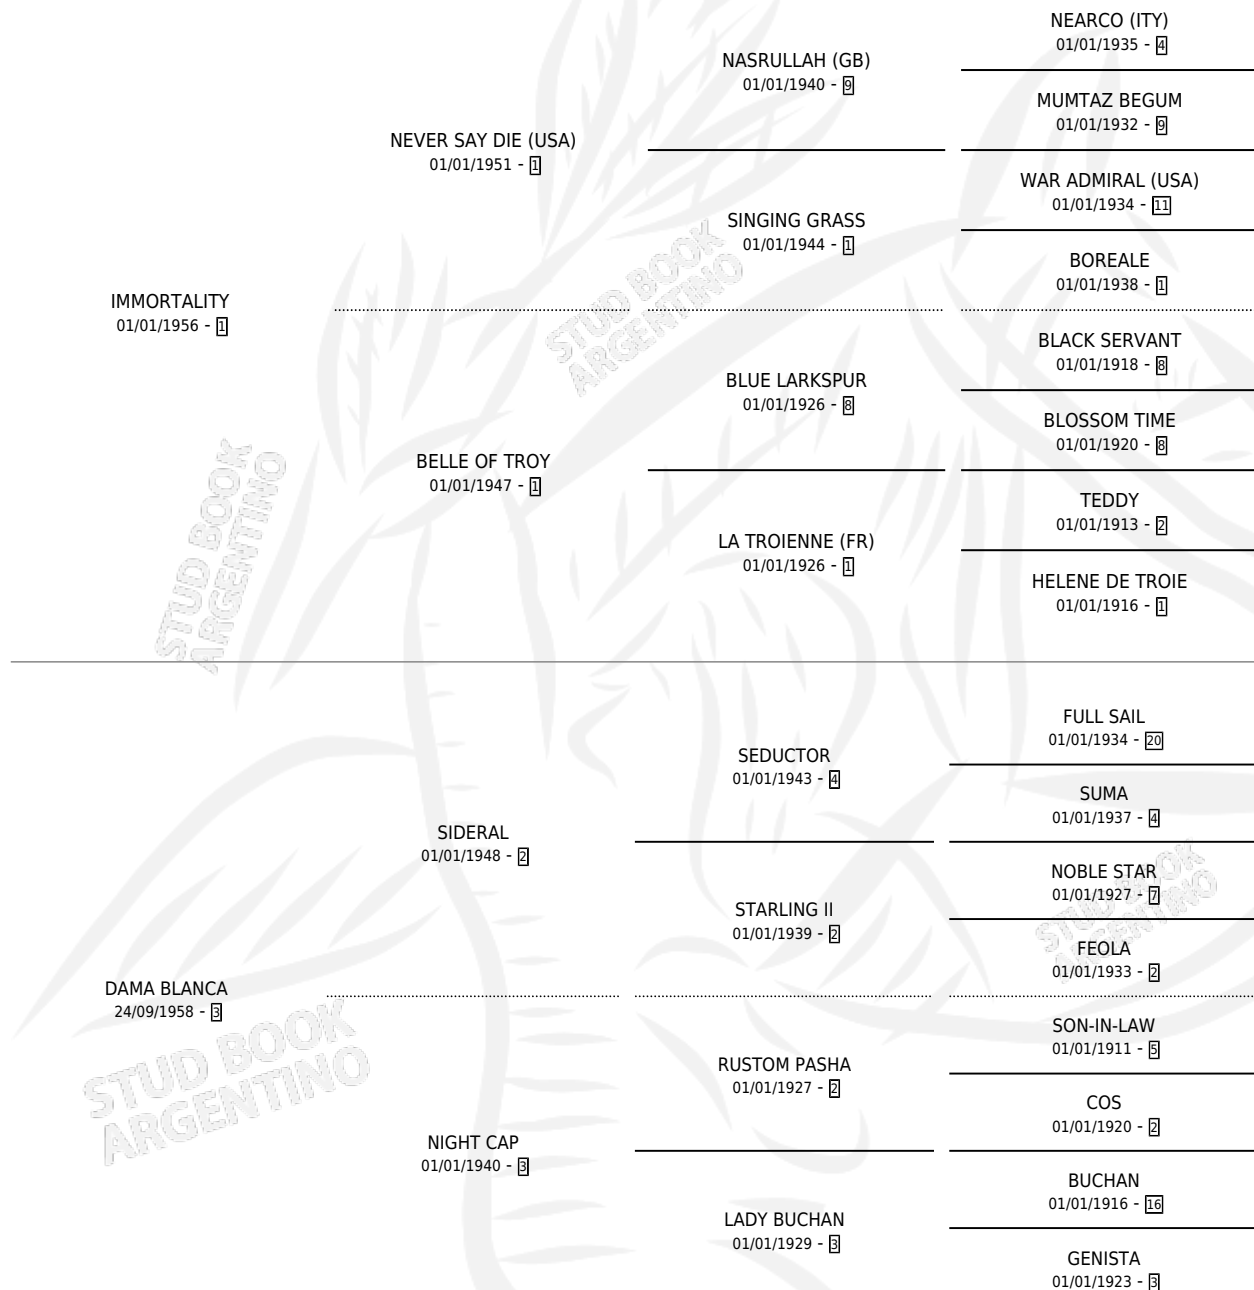 NEARCO (ITY)
01/01/1935 - 4
NASRULLAH (GB)
01/01/1940 - 9
MUMTAZ BEGUM
01/01/1932 - 9
NEVER SAY DIE (USA)
01/01/1951 - 1
WAR ADMIRAL (USA)
01/01/1934 - 11
SINGING GRASS
01/01/1944 - 1
BOREALE
01/01/1938 - 1
IMMORTALITY
01/01/1956 - 1
BLACK SERVANT
01/01/1918 - 8
BLUE LARKSPUR
01/01/1926 - 8
BLOSSOM TIME
01/01/1920 - 8
BELLE OF TROY
01/01/1947 - 1
TEDDY
01/01/1913 - 2
LA TROIENNE (FR)
01/01/1926 - 1
HELENE DE TROIE
01/01/1916 - 1
FULL SAIL
01/01/1934 - 20
SEDUCTOR
01/01/1943 - 4
SUMA
01/01/1937 - 4
SIDERAL
01/01/1948 - 2
NOBLE STAR
01/01/1927 - 7
STARLING II
01/01/1939 - 2
FEOLA
01/01/1933 - 2
DAMA BLANCA
24/09/1958 - 3
SON-IN-LAW
01/01/1911 - 5
RUSTOM PASHA
01/01/1927 - 2
COS
01/01/1920 - 2
NIGHT CAP
01/01/1940 - 3
BUCHAN
01/01/1916 - 16
LADY BUCHAN
01/01/1929 - 3
GENISTA
01/01/1923 - 3
STUD BOOK
ARGENTINO
STUD BOOK
ARGENTINO
STUD BOOK
ARGENTINO
STUD BOOK
ARGENTINO